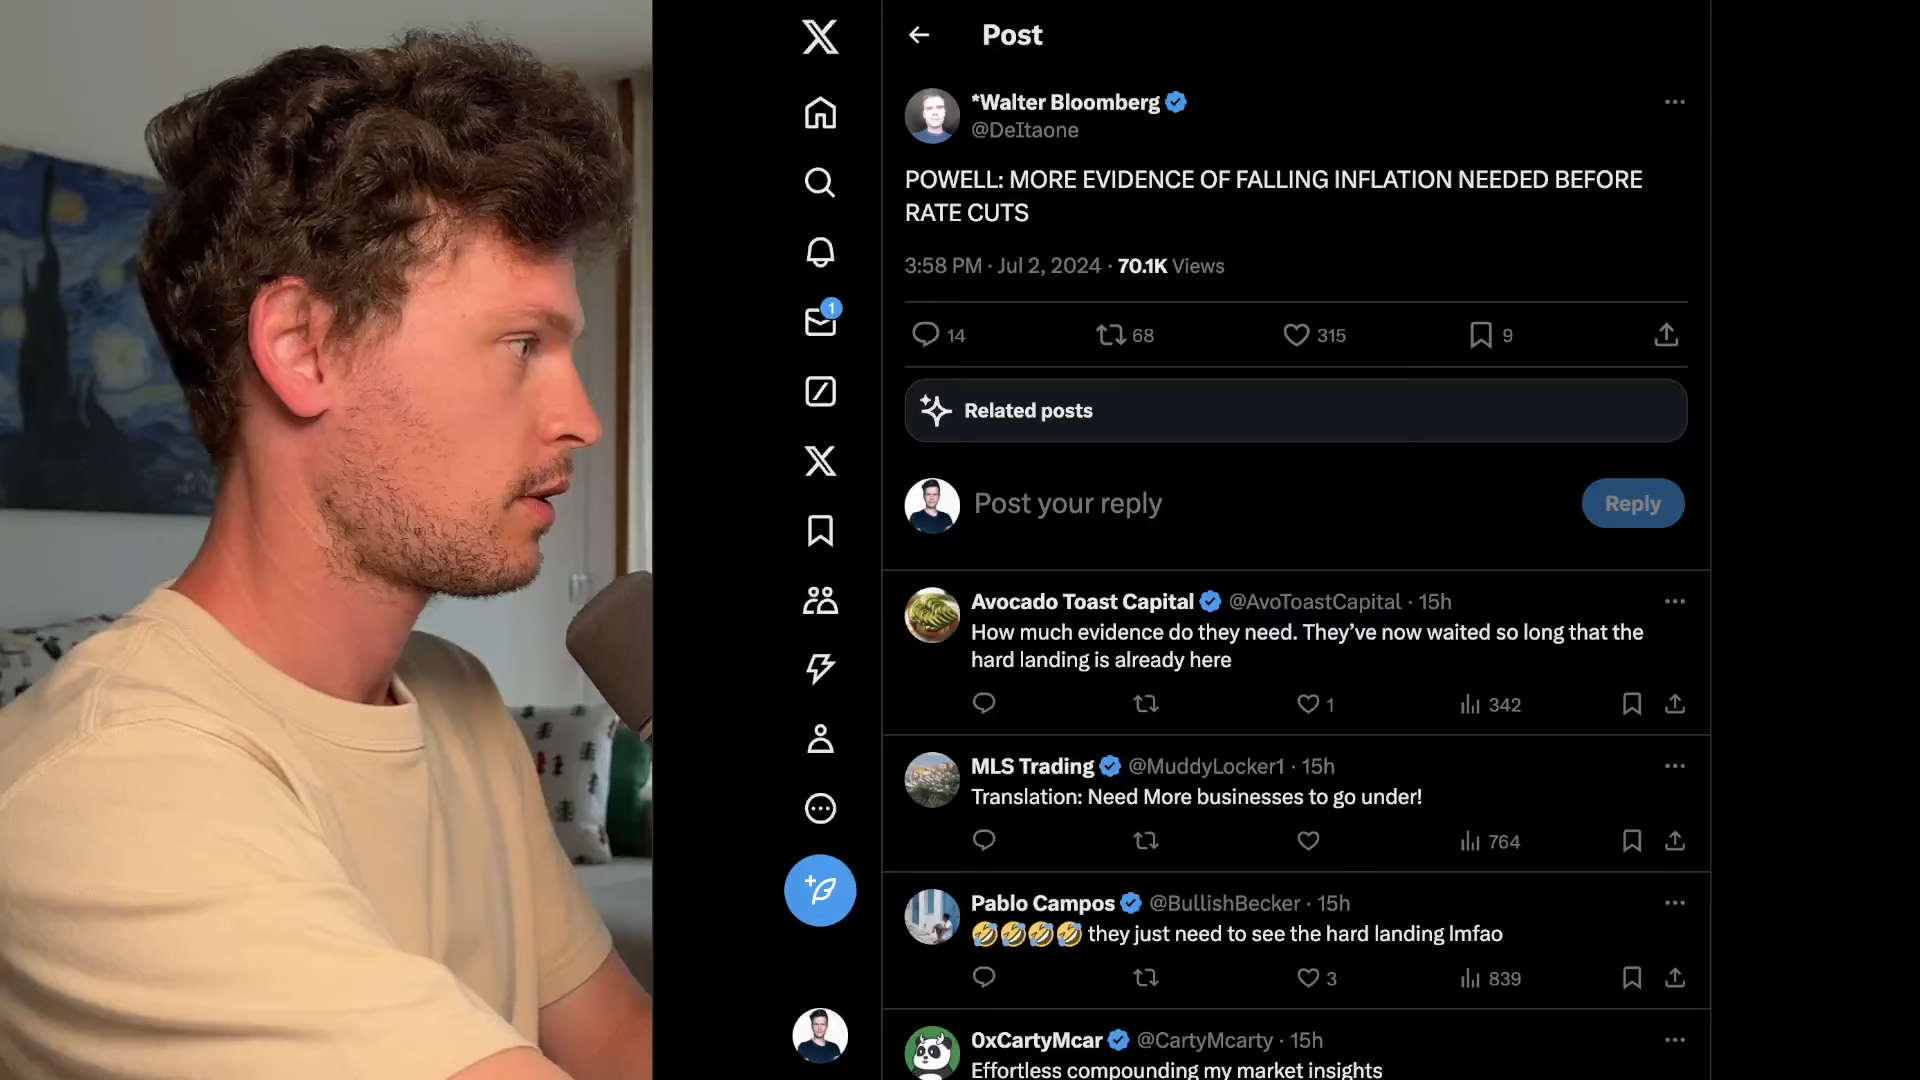 Post
*Walter Bloomberg
@DeItaone
POWELL: MORE EVIDENCE OF FALLING INFLATION NEEDED BEFORE
RATE CUTS
3:58 PM · Jul 2, 2024 · 70.1K Views
1
14 68 315 9
Related posts
Post your reply
Reply
Avocado Toast Capital @AvoToastCapital · 15h
How much evidence do they need. They’ve now waited so long that the
hard landing is already here
1 342
MLS Trading @MuddyLocker1 · 15h
Translation: Need More businesses to go under!
764
Pablo Campos @BullishBecker · 15h
🤣🤣🤣🤣 they just need to see the hard landing lmfao
3 839
0xCartyMcar @CartyMcarty · 15h
Effortless compounding my market insights